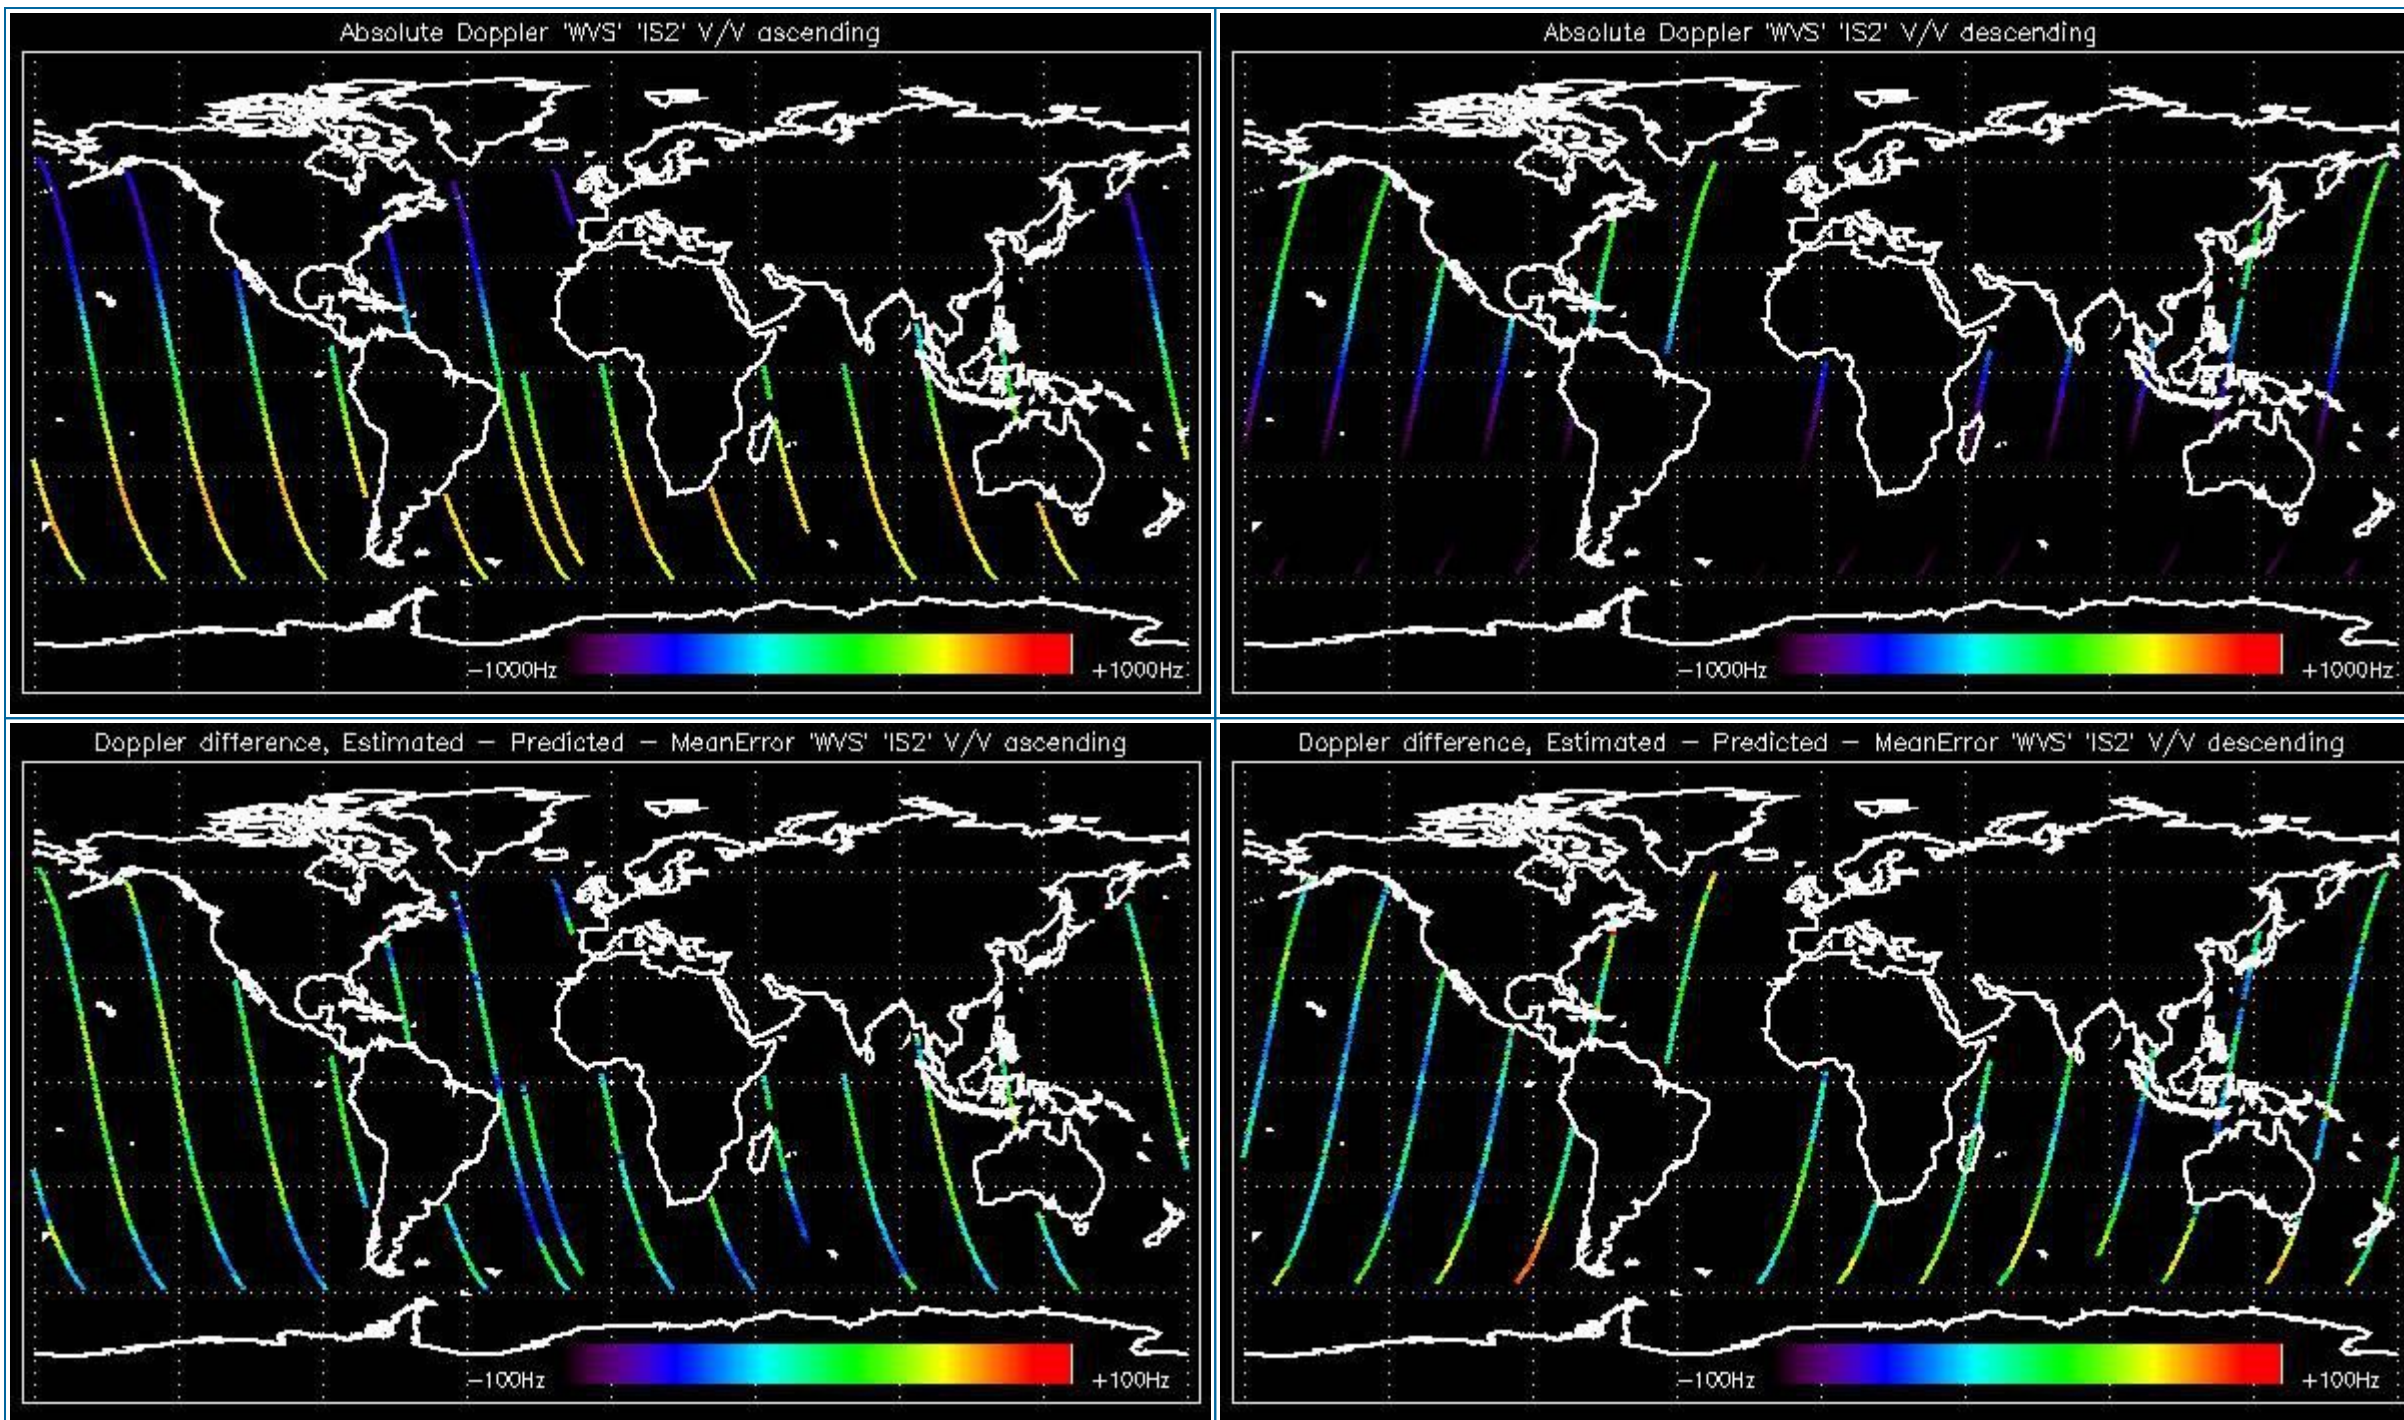 Absolute Doppler 'WVS' 'IS2' V/V ascending
-1000Hz
+1000Hz
Absolute Doppler 'WVS' 'IS2' V/V descending
-1000Hz
+1000Hz
Doppler difference, Estimated - Predicted - MeanError 'WVS' 'IS2' V/V ascending
-100Hz
+100Hz
Doppler difference, Estimated - Predicted - MeanError 'WVS' 'IS2' V/V descending
-100Hz
+100Hz